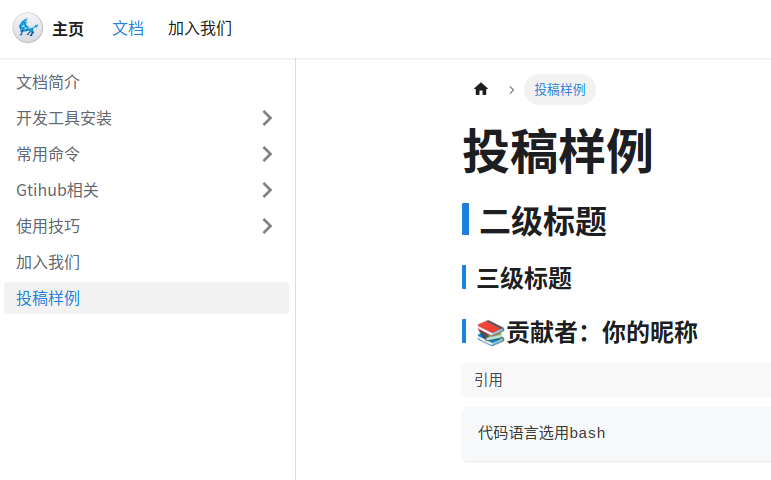 主页 文档 加入我们
文档简介
开发工具安装
常用命令
Gtihub相关
使用技巧
加入我们
投稿样例
投稿样例
投稿样例
二级标题
三级标题
📚贡献者：你的昵称
引用
代码语言选用bash